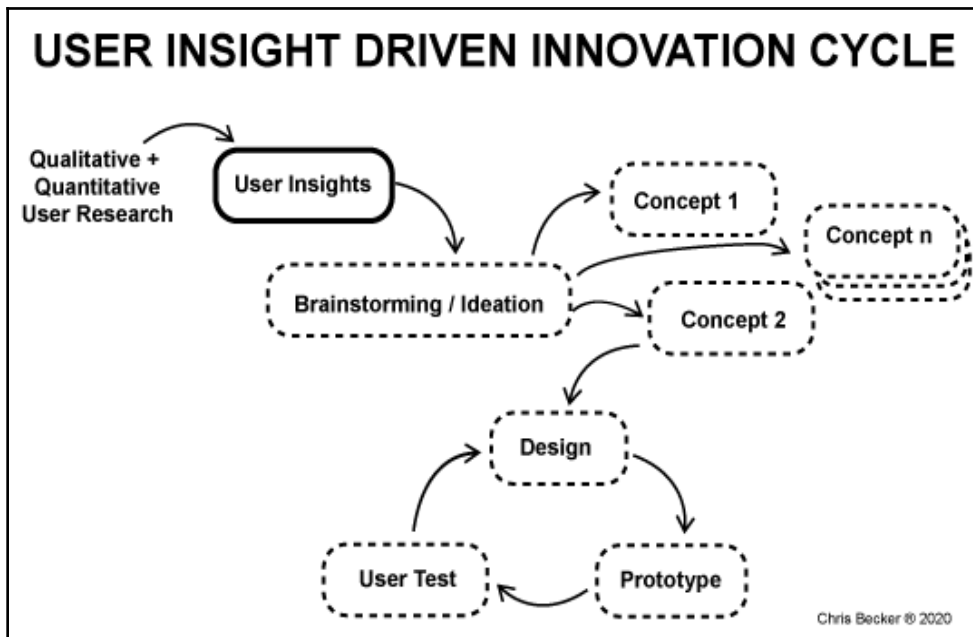 USER INSIGHT DRIVEN INNOVATION CYCLE
Qualitative +
Quantitative
User Research
User Insights
Concept 1
Concept n
Brainstorming / Ideation
Concept 2
Design
User Test
Prototype
Chris Becker ® 2020